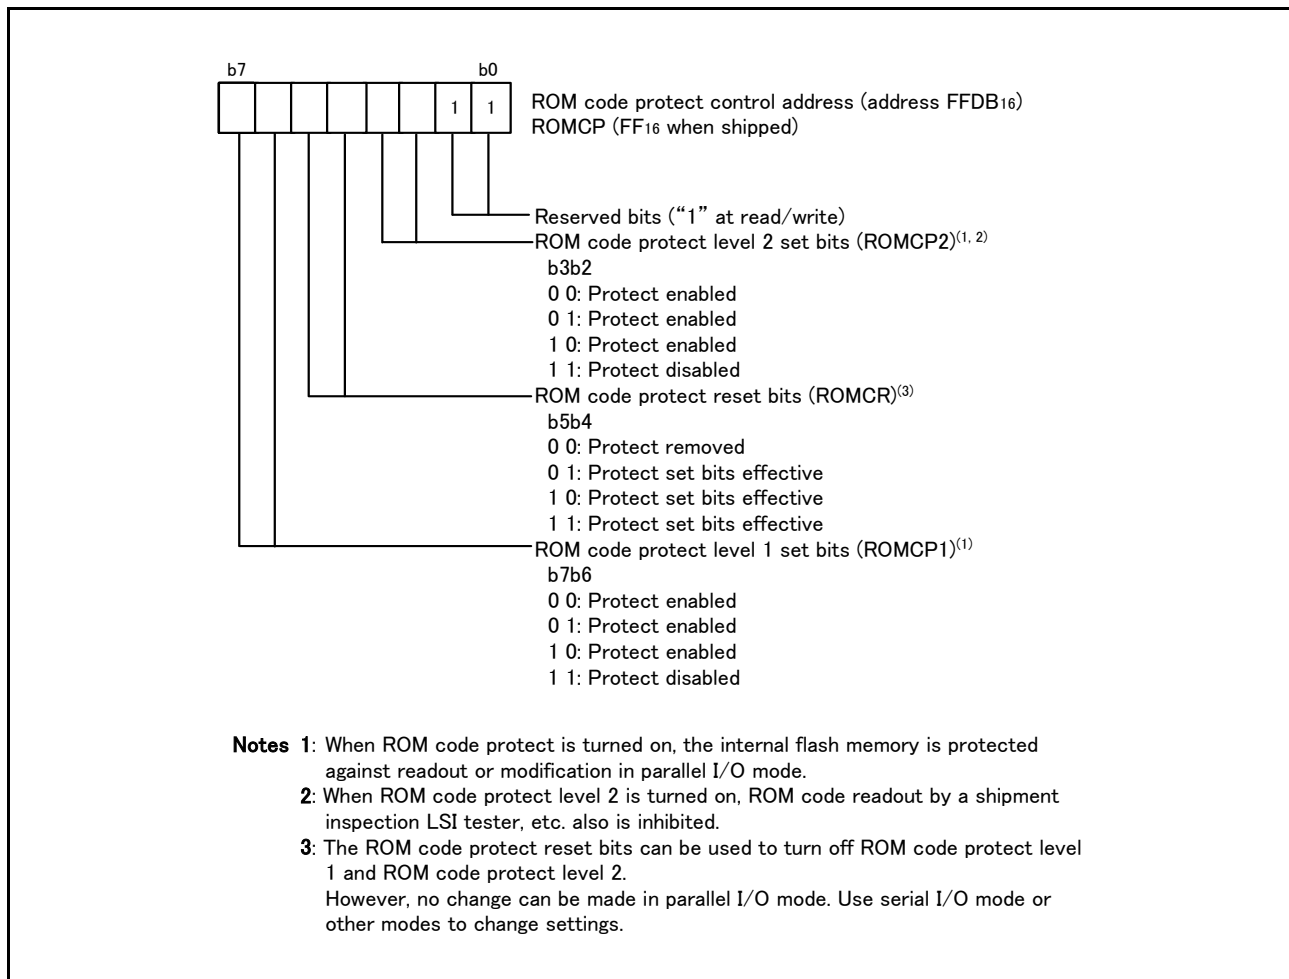 b7 b0
1 1
ROM code protect control address (address FFDB16)
ROMCP (FF16 when shipped)
Reserved bits (“1” at read/write)
ROM code protect level 2 set bits (ROMCP2)(1, 2)
b3b2
0 0: Protect enabled
0 1: Protect enabled
1 0: Protect enabled
1 1: Protect disabled
ROM code protect reset bits (ROMCR)(3)
b5b4
0 0: Protect removed
0 1: Protect set bits effective
1 0: Protect set bits effective
1 1: Protect set bits effective
ROM code protect level 1 set bits (ROMCP1)(1)
b7b6
0 0: Protect enabled
0 1: Protect enabled
1 0: Protect enabled
1 1: Protect disabled
Notes 1: When ROM code protect is turned on, the internal flash memory is protected
against readout or modification in parallel I/O mode.
2: When ROM code protect level 2 is turned on, ROM code readout by a shipment
inspection LSI tester, etc. also is inhibited.
3: The ROM code protect reset bits can be used to turn off ROM code protect level
1 and ROM code protect level 2.
However, no change can be made in parallel I/O mode. Use serial I/O mode or
other modes to change settings.